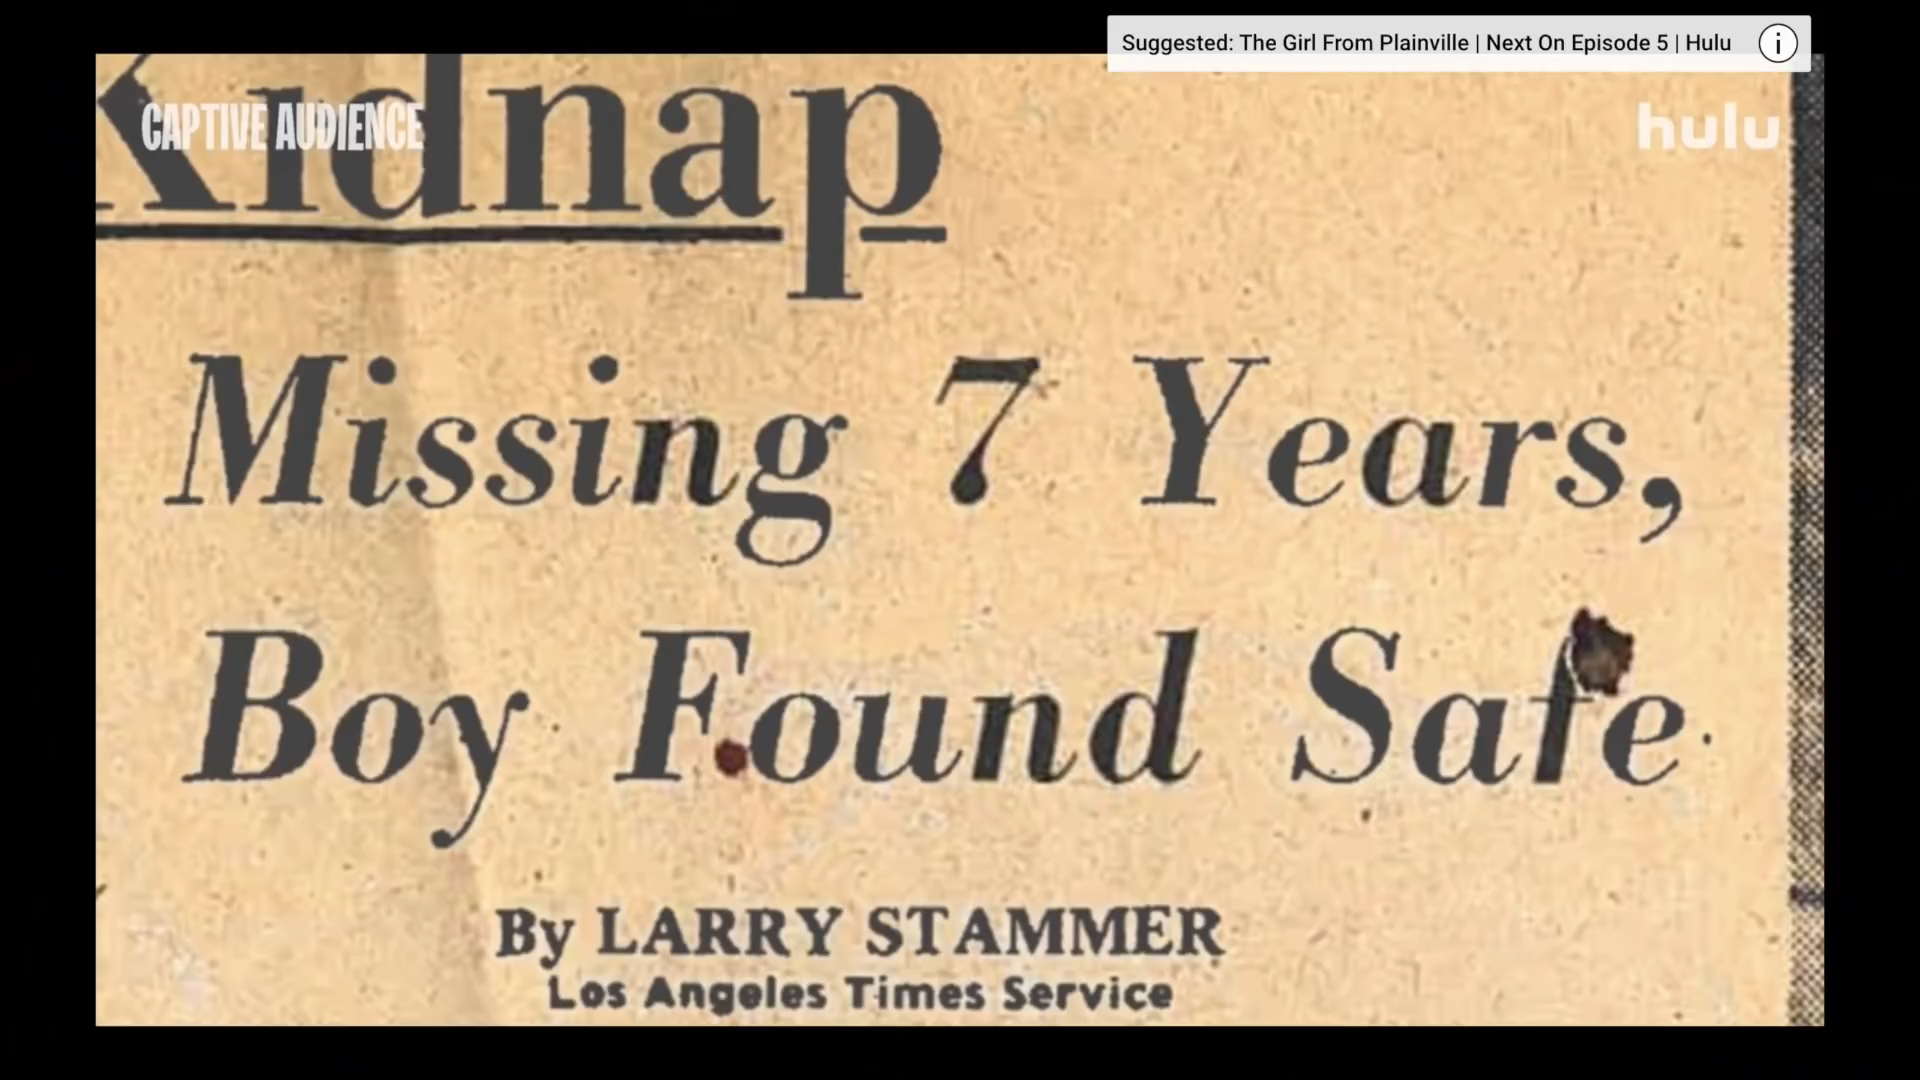 Suggested: The Girl From Plainville | Next On Episode 5 | Hulu
CAPTIVE AUDIENCE
hulu
Kidnap
Missing 7 Years,
Boy Found Safe
By LARRY STAMMER
Los Angeles Times Service